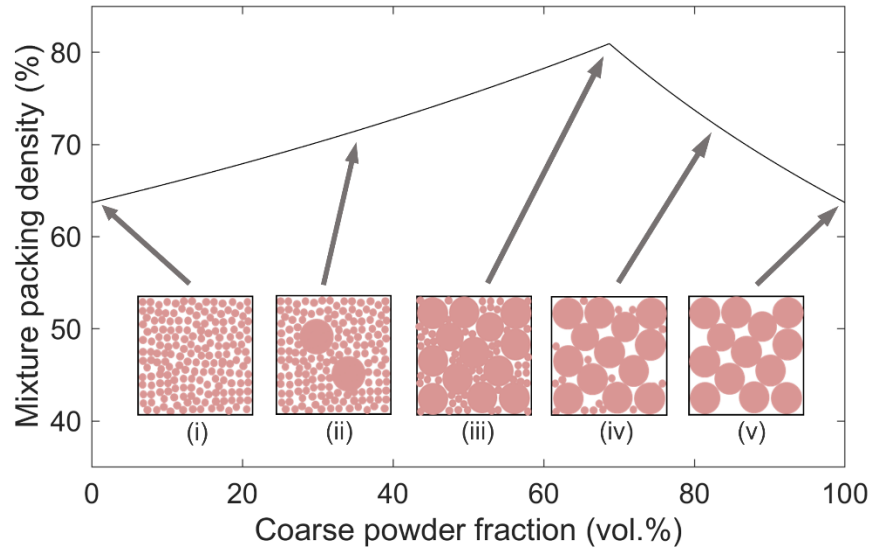 Mixture packing density (%)
80
70
60
50
40
(i)
(ii)
(iii)
(iv)
(v)
0
20
40
60
80
100
Coarse powder fraction (vol.%)